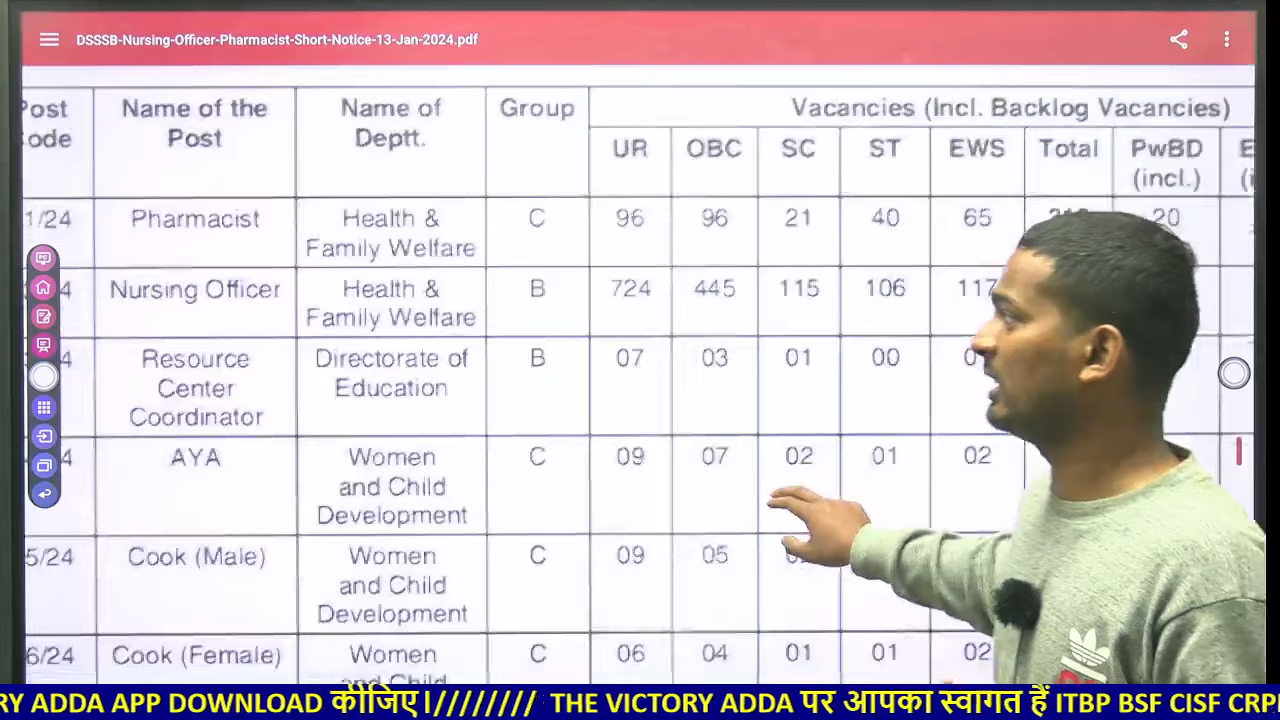 DSSSB-Nursing-Officer-Pharmacist-Short-Notice-13-Jan-2024.pdf
Post Code Name of the Post Name of Deptt. Group Vacancies (Incl. Backlog Vacancies)
UR OBC SC ST EWS Total PwBD (incl.)
1/24 Pharmacist Health & Family Welfare C 96 96 21 40 65 20
4 Nursing Officer Health & Family Welfare B 724 445 115 106 117
4 Resource Center Coordinator Directorate of Education B 07 03 01 00
4 AYA Women and Child Development C 09 07 02 01 02
5/24 Cook (Male) Women and Child Development C 09 05
6/24 Cook (Female) Women and Child C 06 04 01 01 02
RY ADDA APP DOWNLOAD कीजिए।//////// THE VICTORY ADDA पर आपका स्वागत हैं ITBP BSF CISF CRP